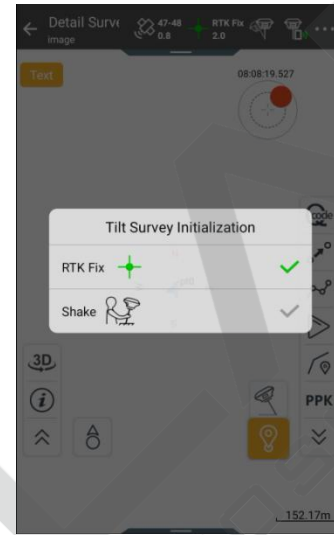 Detail Surve
image
47-48
0.8
RTK Fix
2.0
Text
08:08:19.527
code
Tilt Survey Initialization
RTK Fix
Shake
3D
PPK
152.17m